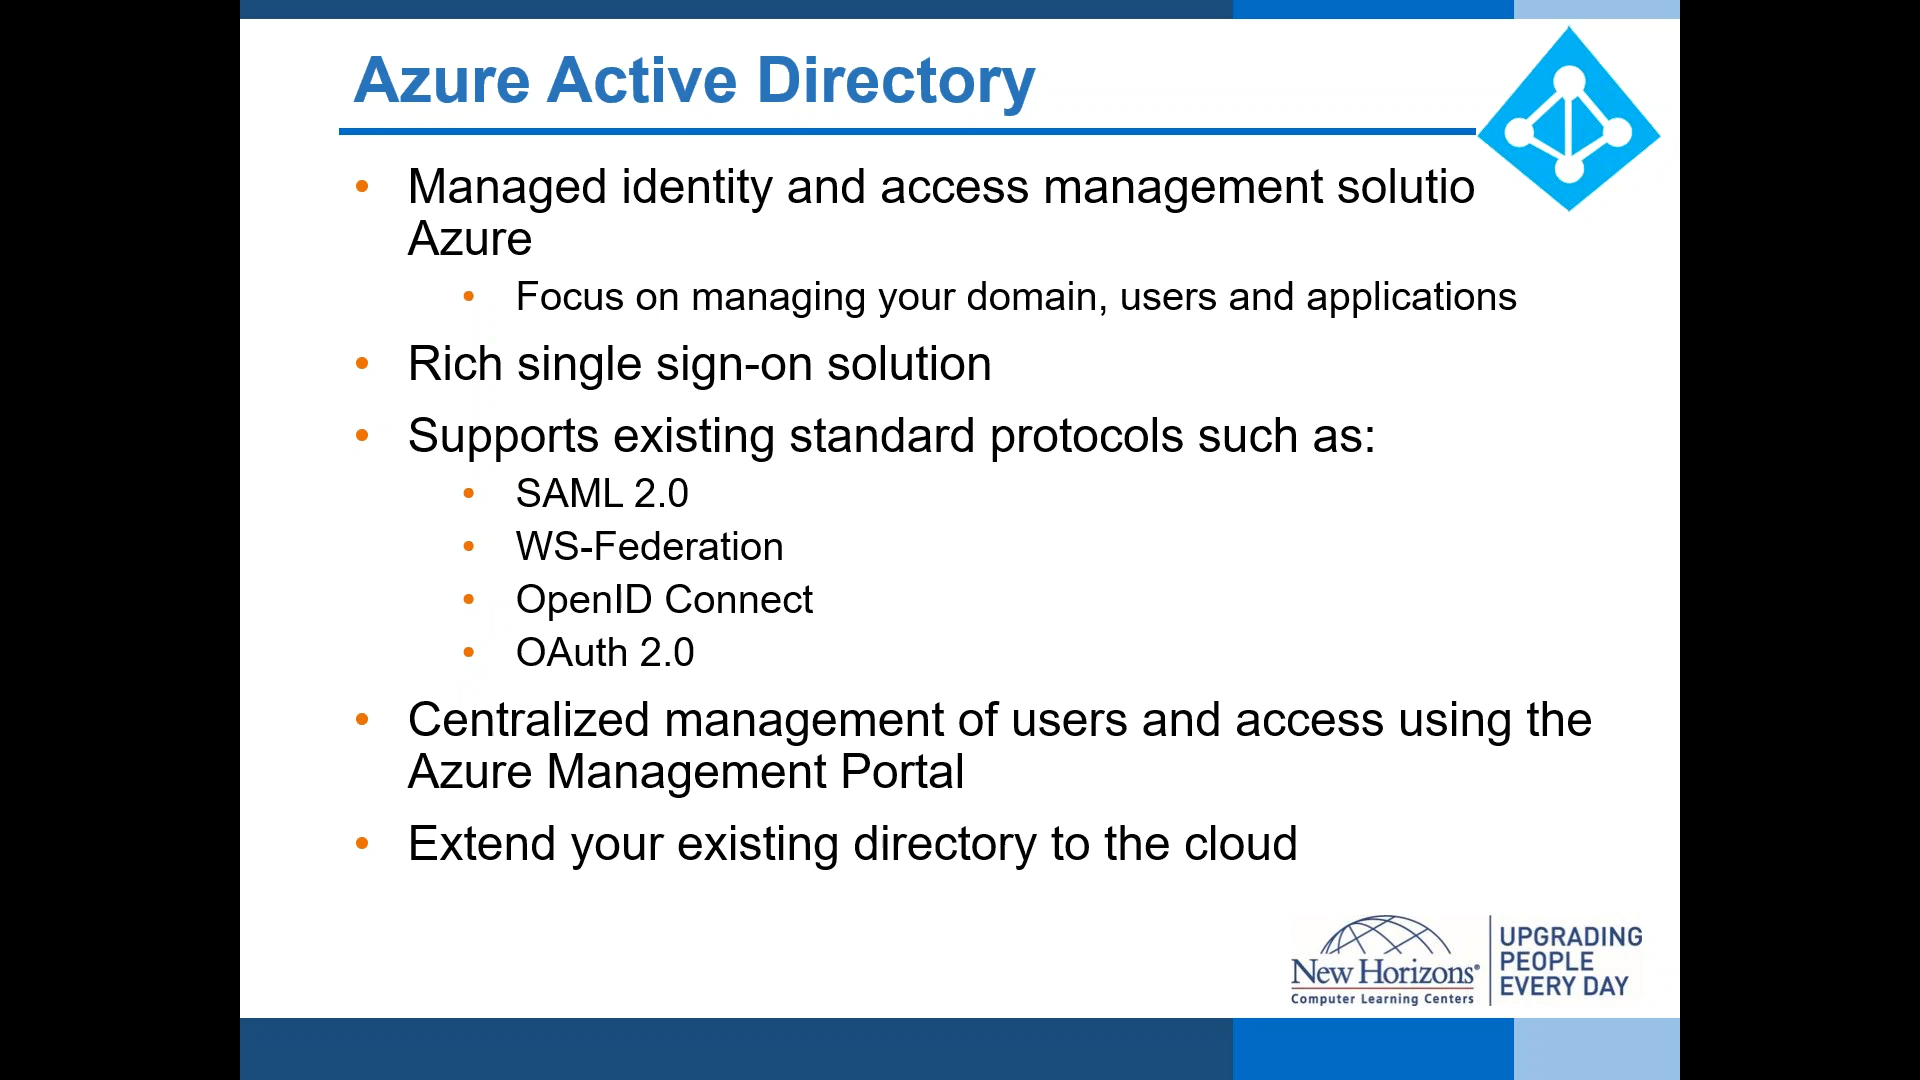 Azure Active Directory
• Managed identity and access management solutio
Azure
• Focus on managing your domain, users and applications
• Rich single sign-on solution
• Supports existing standard protocols such as:
• SAML 2.0
• WS-Federation
• OpenID Connect
• OAuth 2.0
• Centralized management of users and access using the
Azure Management Portal
• Extend your existing directory to the cloud
New Horizons®
Computer Learning Centers
UPGRADING
PEOPLE
EVERY DAY